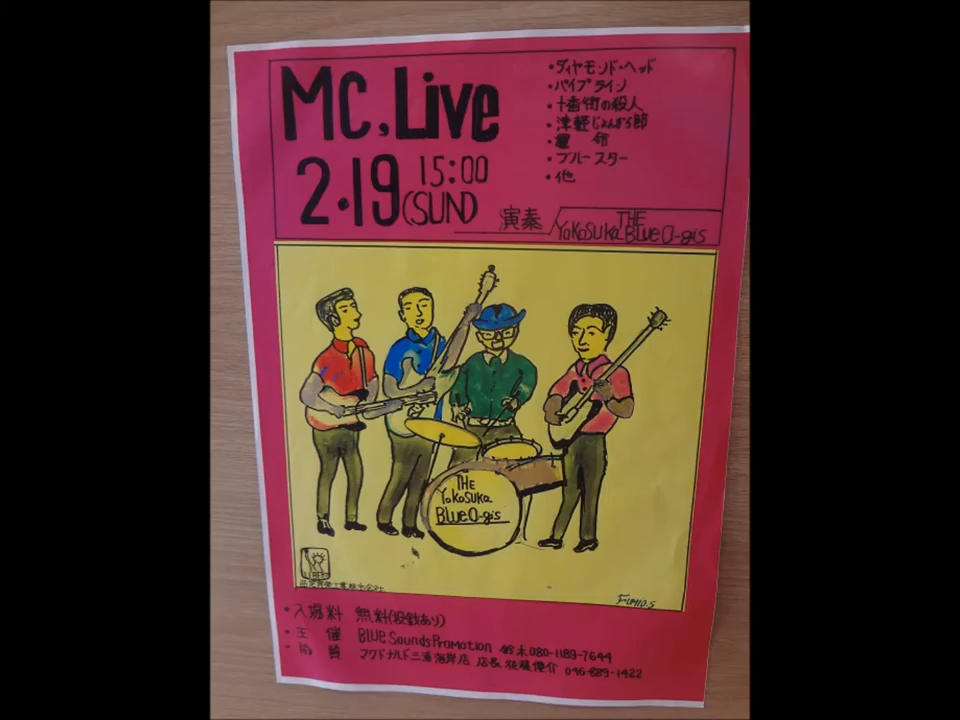 MC, Live
2・19 (SUN) 15:00
・ダイヤモンド・ヘッド
・パイプライン
・十番街の殺人
・津軽じょんがら節
・運 命
・ブルースター
・他
演奏 THE YoKoSuKa BLue O-gis
THE
YoKoSuKa
BLue O-gis
FUMIO.S
・入場料 無料(投銭あり)
・主 催 BLue Sounds Promotion 鈴木 080-1189-7644
・協 賛 マクドナルド三浦海岸店 店長 後藤優介 046-889-1422